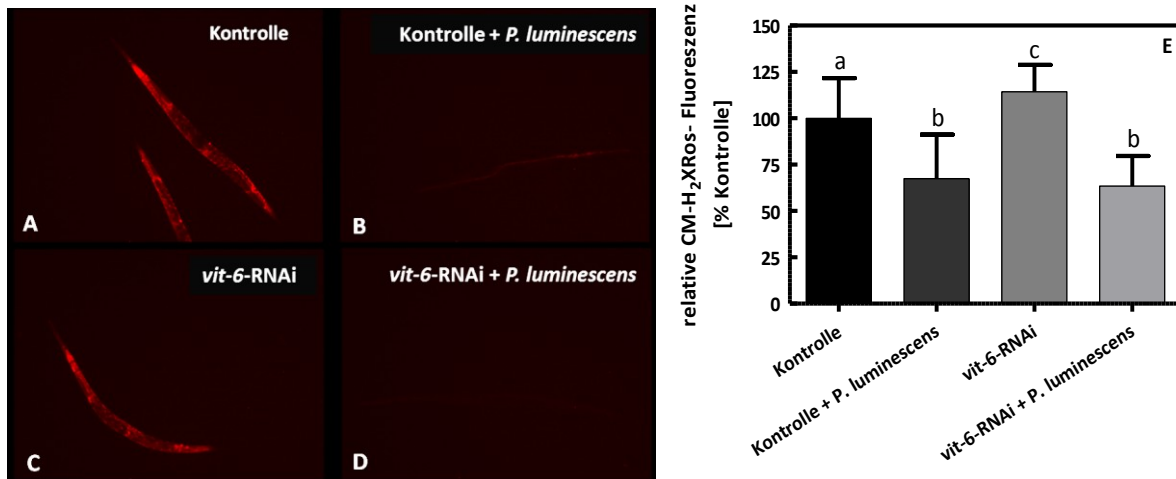 Kontrolle
A
Kontrolle + P. luminescens
B
vit-6-RNAi
C
vit-6-RNAi + P. luminescens
D
E
relative CM-H₂XRos- Fluoreszenz
[% Kontrolle]
150
125
100
75
50
25
0
a
b
c
b
Kontrolle
Kontrolle + P. luminescens
vit-6-RNAi
vit-6-RNAi + P. luminescens